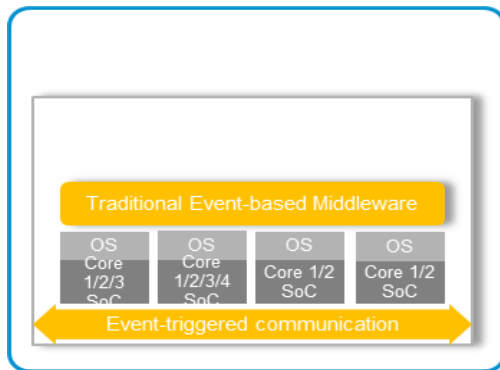 Traditional Event-based Middleware
OS
Core
1/2/3
SoC
OS
Core
1/2/3/4
SoC
OS
Core 1/2
SoC
OS
Core 1/2
SoC
Event-triggered communication